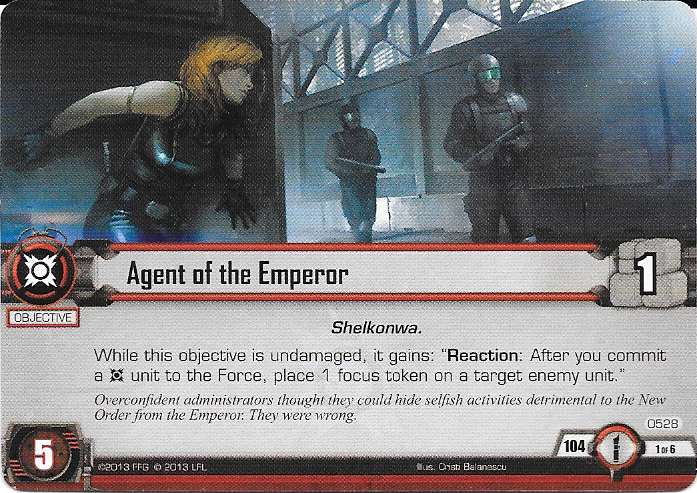 Agent of the Emperor
1
OBJECTIVE
Shelkonwa.
While this objective is undamaged, it gains: “Reaction: After you commit
a unit to the Force, place 1 focus token on a target enemy unit.”
Overconfident administrators thought they could hide selfish activities detrimental to the New
Order from the Emperor. They were wrong.
0528
5
104
1 OF 6
©2013 FFG © 2013 LFL
Illus. Cristi Balanescu